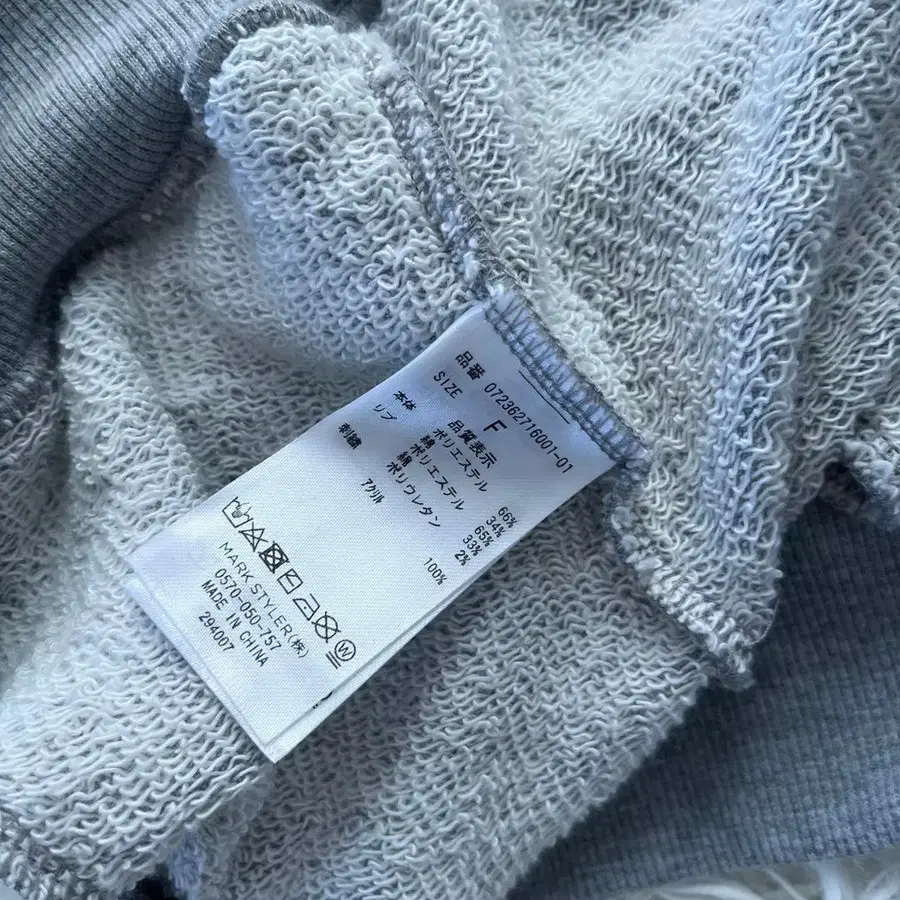 品番 072362716001-01
SIZE F
品質表示
本体 ポリエステル 66%
綿 34%
リブ ポリエステル 65%
綿 33%
ポリウレタン 2%
刺繍 アクリル 100%
MARK STYLER(株)
0570-050-757
MADE IN CHINA
294007